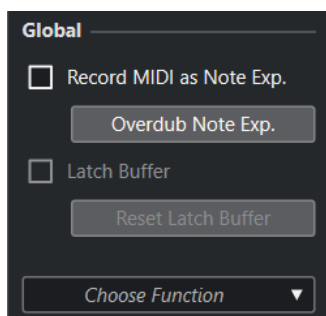 Global
Record MIDI as Note Exp.
Overdub Note Exp.
Latch Buffer
Reset Latch Buffer
Choose Function